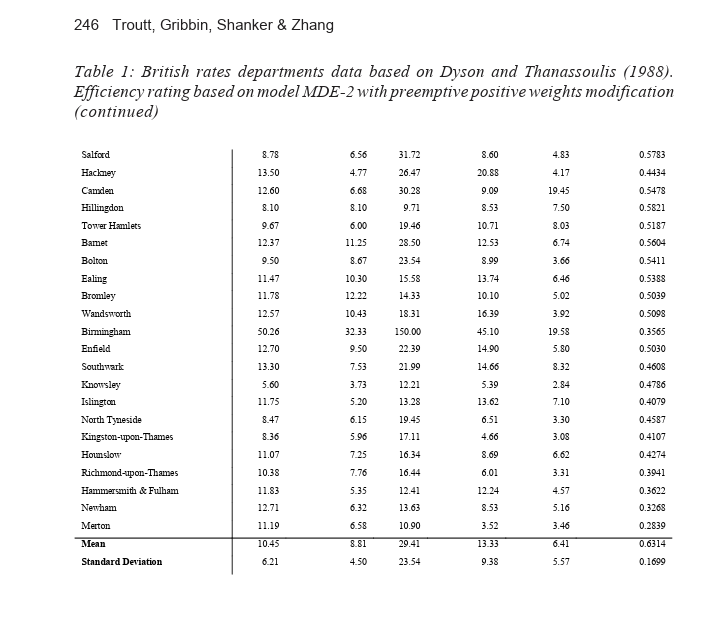 246 Troutt, Gribbin, Shanker & Zhang
Table 1: British rates departments data based on Dyson and Thanassoulis (1988).
Efficiency rating based on model MDE-2 with preemptive positive weights modification
(continued)
Salford 8.78 6.56 31.72 8.60 4.83 0.5783
Hackney 13.50 4.77 26.47 20.88 4.17 0.4434
Camden 12.60 6.68 30.28 9.09 19.45 0.5478
Hillingdon 8.10 8.10 9.71 8.53 7.50 0.5821
Tower Hamlets 9.67 6.00 19.46 10.71 8.03 0.5187
Barnet 12.37 11.25 28.50 12.53 6.74 0.5604
Bolton 9.50 8.67 23.54 8.99 3.66 0.5411
Ealing 11.47 10.30 15.58 13.74 6.46 0.5388
Bromley 11.78 12.22 14.33 10.10 5.02 0.5039
Wandsworth 12.57 10.43 18.31 16.39 3.92 0.5098
Birmingham 50.26 32.33 150.00 45.10 19.58 0.3565
Enfield 12.70 9.50 22.39 14.90 5.80 0.5030
Southwark 13.30 7.53 21.99 14.66 8.32 0.4608
Knowsley 5.60 3.73 12.21 5.39 2.84 0.4786
Islington 11.75 5.20 13.28 13.62 7.10 0.4079
North Tyneside 8.47 6.15 19.45 6.51 3.30 0.4587
Kingston-upon-Thames 8.36 5.96 17.11 4.66 3.08 0.4107
Hounslow 11.07 7.25 16.34 8.69 6.62 0.4274
Richmond-upon-Thames 10.38 7.76 16.44 6.01 3.31 0.3941
Hammersmith & Fulham 11.83 5.35 12.41 12.24 4.57 0.3622
Newham 12.71 6.32 13.63 8.53 5.16 0.3268
Merton 11.19 6.58 10.90 3.52 3.46 0.2839
Mean 10.45 8.81 29.41 13.33 6.41 0.6314
Standard Deviation 6.21 4.50 23.54 9.38 5.57 0.1699